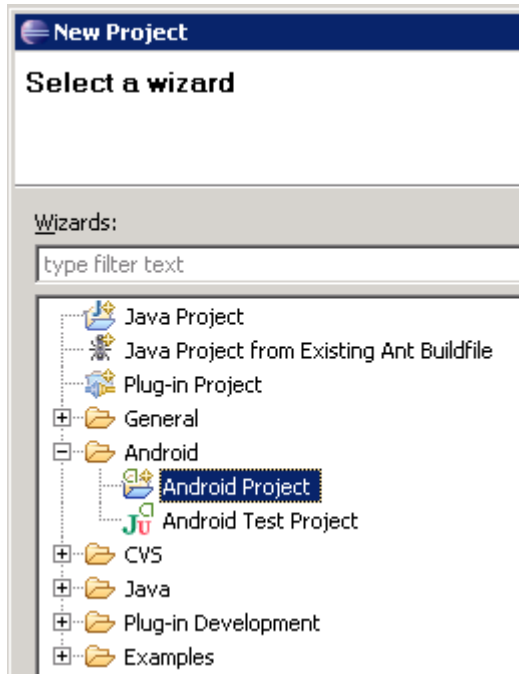 New Project
Select a wizard
Wizards:
type filter text
Java Project
Java Project from Existing Ant Buildfile
Plug-in Project
General
Android
Android Project
Android Test Project
CVS
Java
Plug-in Development
Examples